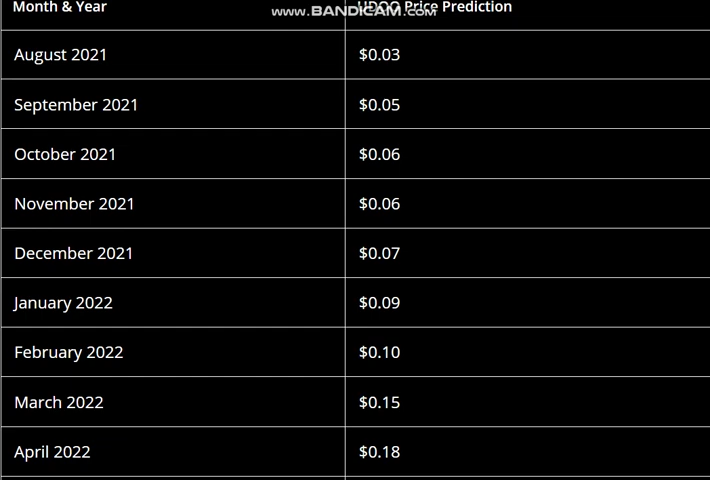 Month & Year UDOO Price Prediction
www.BANDICAM.com
August 2021 $0.03
September 2021 $0.05
October 2021 $0.06
November 2021 $0.06
December 2021 $0.07
January 2022 $0.09
February 2022 $0.10
March 2022 $0.15
April 2022 $0.18